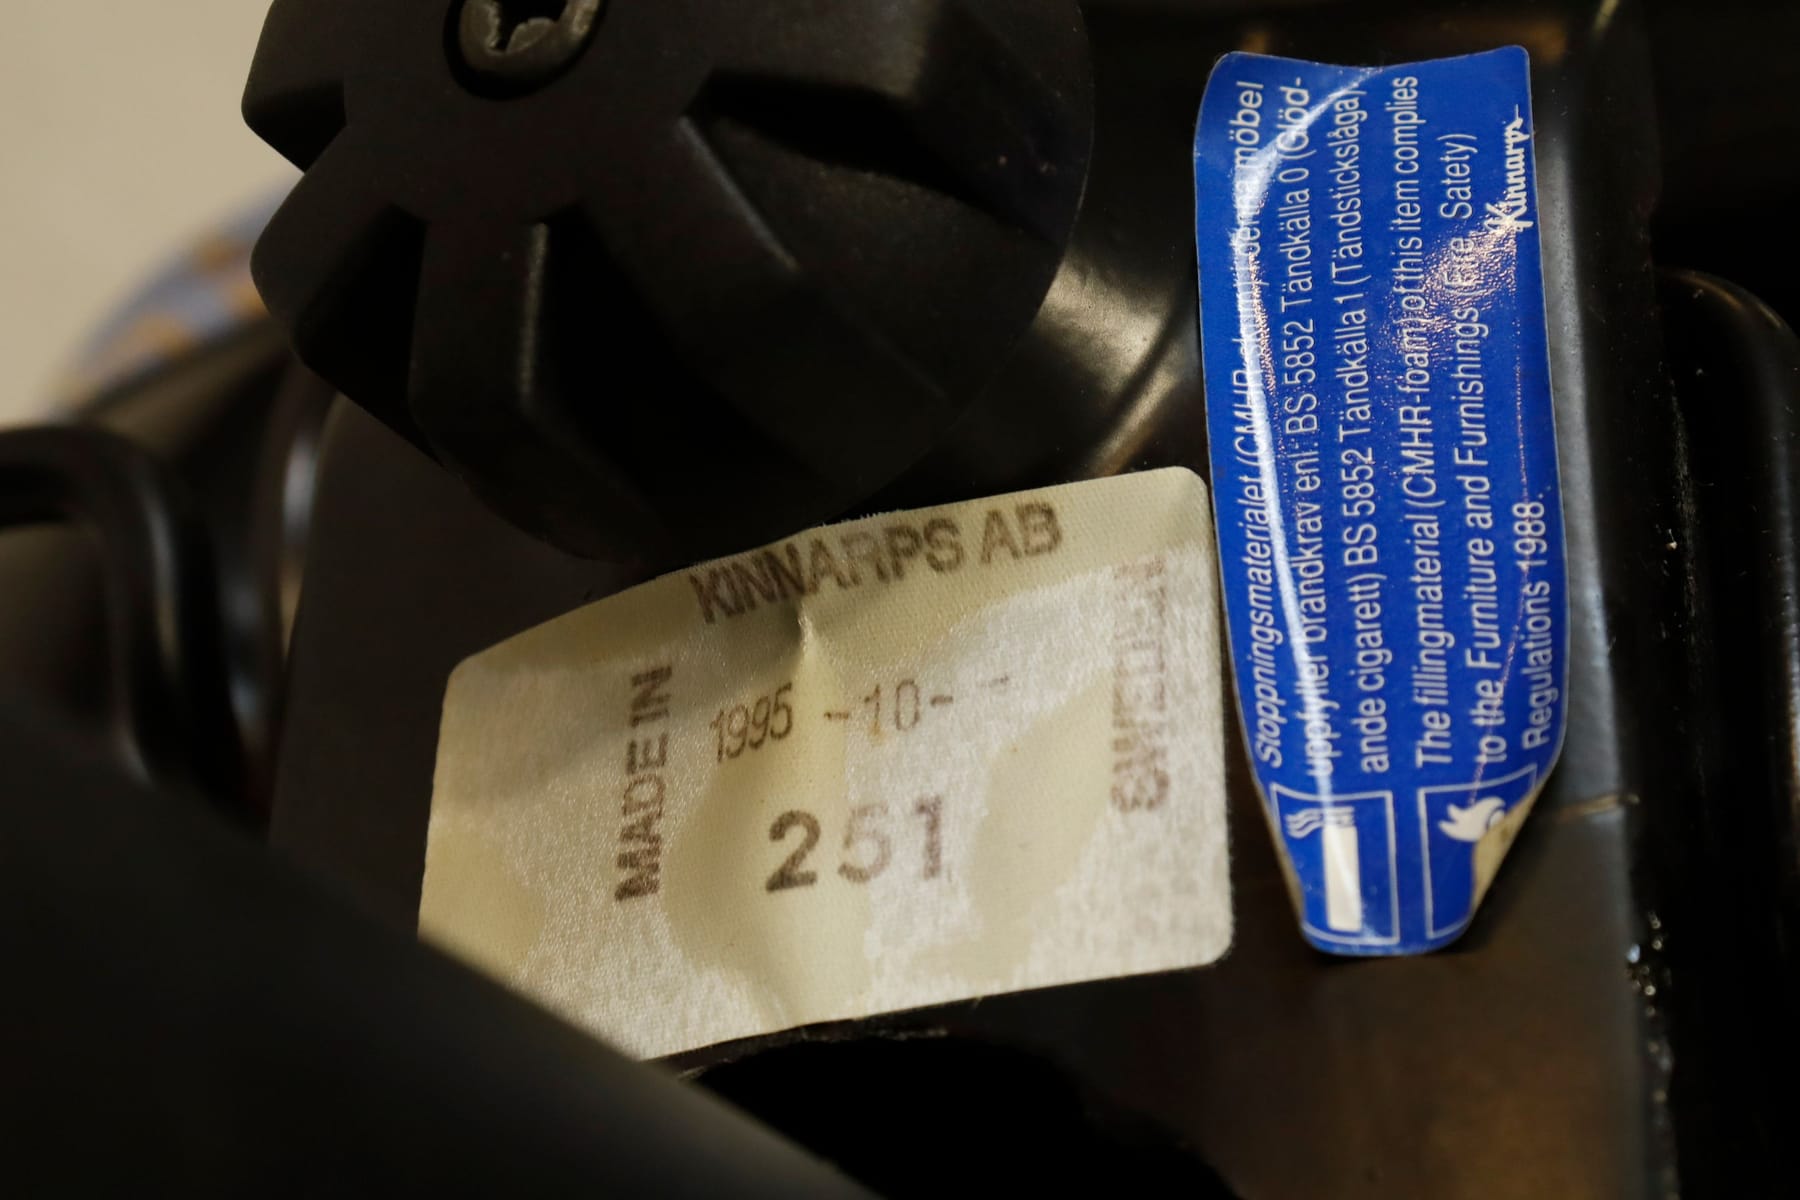 KINNARPS AB
MADE IN
1995 -10- -
251
SWEDEN
Stoppningsmaterialet (CMHR-skum) i denna möbel
uppfyller brandkrav enl. BS 5852 Tändkälla 0 (Glöd-
ande cigarett) BS 5852 Tändkälla 1 (Tändstickslåga)
The fillingmaterial (CMHR-foam) of this item complies
to the Furniture and Furnishings (Fire, Satety)
Regulations 1988.
Kinnarps